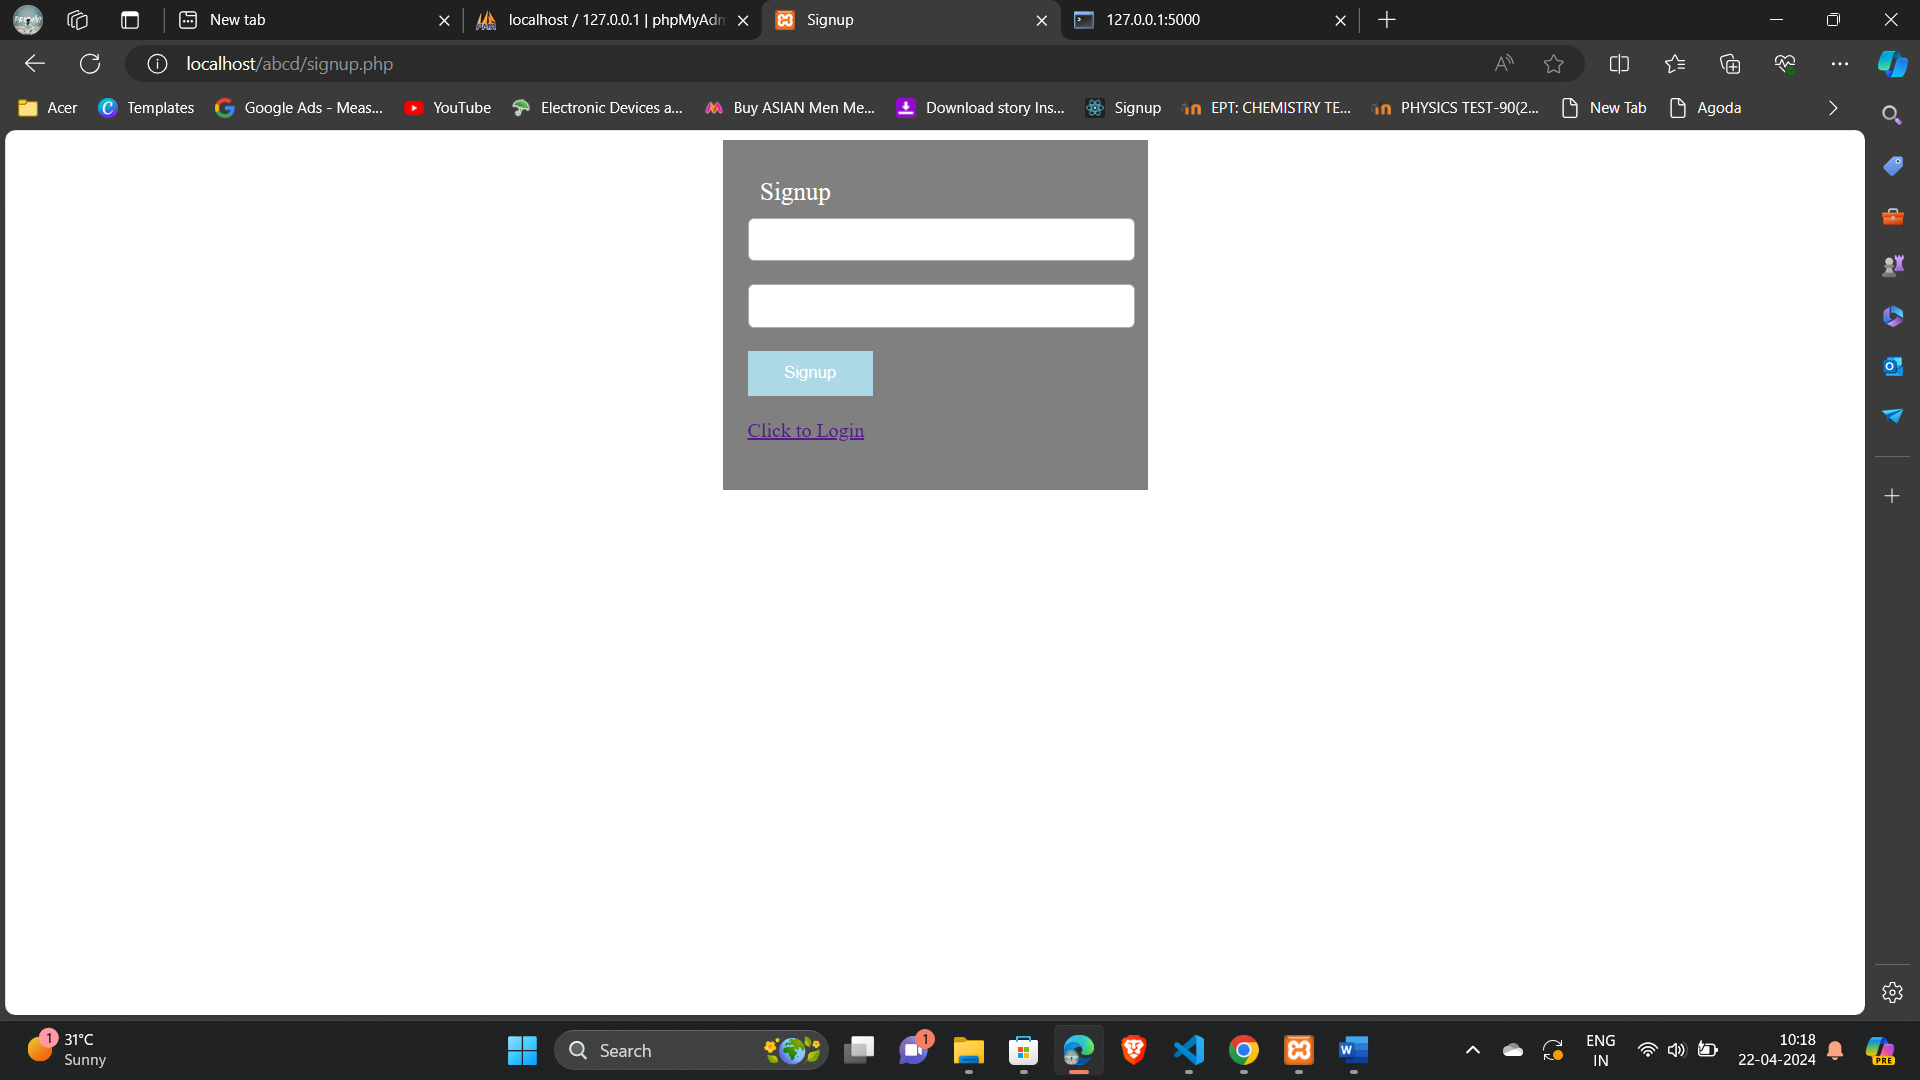 New tab
localhost / 127.0.0.1 | phpMyAdm
Signup
127.0.0.1:5000
localhost/abcd/signup.php
Acer
Templates
Google Ads - Meas...
YouTube
Electronic Devices a...
Buy ASIAN Men Me...
Download story Ins...
Signup
EPT: CHEMISTRY TE...
PHYSICS TEST-90(2...
New Tab
Agoda
Signup
Signup
Click to Login
1
31°C
Sunny
Search
1
ENG
IN
10:18
22-04-2024
PRE